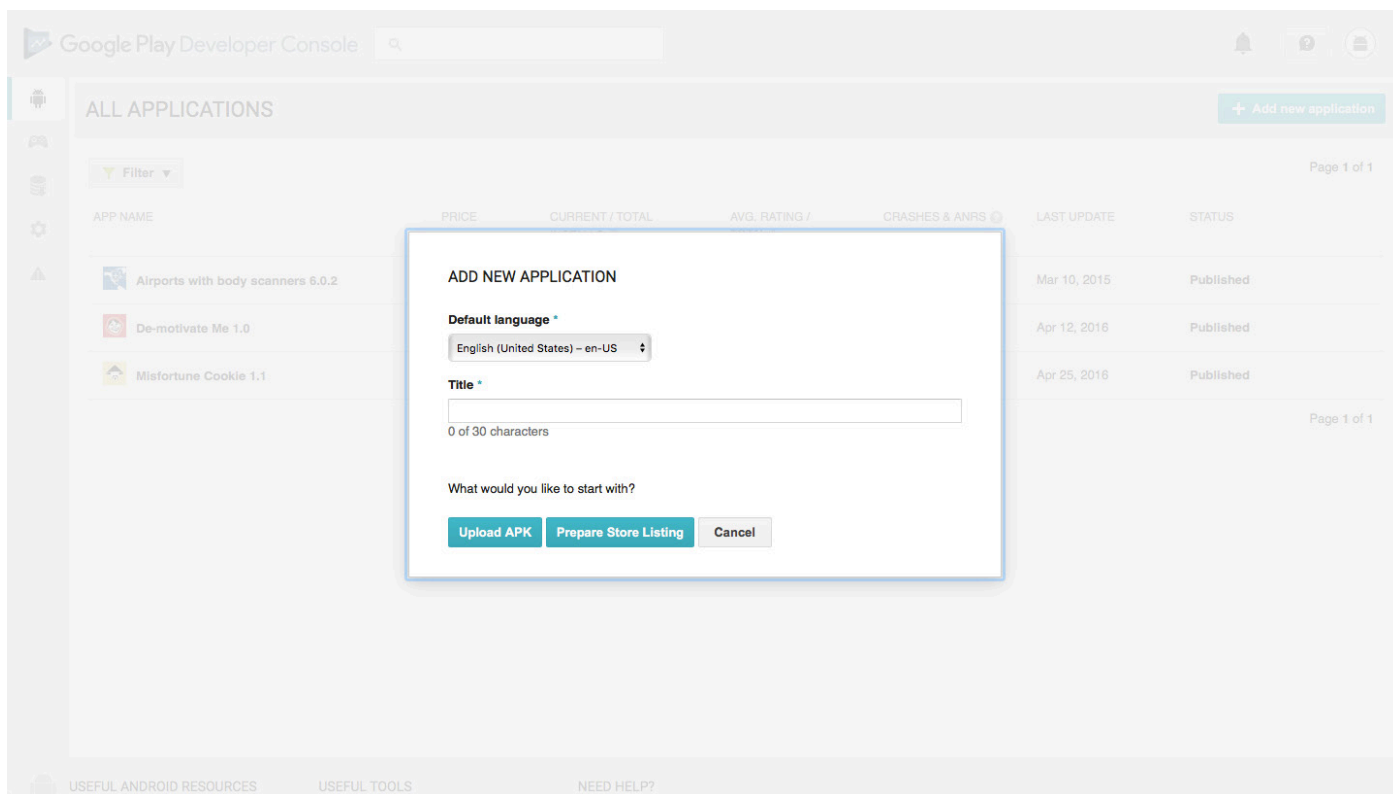 Google Play Developer Console
ALL APPLICATIONS
+ Add new application
Filter ▼
Page 1 of 1
APP NAME PRICE CURRENT / TOTAL AVG. RATING / CRASHES & ANRS LAST UPDATE STATUS
Airports with body scanners 6.0.2 Mar 10, 2015 Published
De-motivate Me 1.0 Apr 12, 2016 Published
Misfortune Cookie 1.1 Apr 25, 2016 Published
Page 1 of 1
ADD NEW APPLICATION
Default language *
English (United States) – en-US
Title *
0 of 30 characters
What would you like to start with?
Upload APK Prepare Store Listing Cancel
USEFUL ANDROID RESOURCES USEFUL TOOLS NEED HELP?